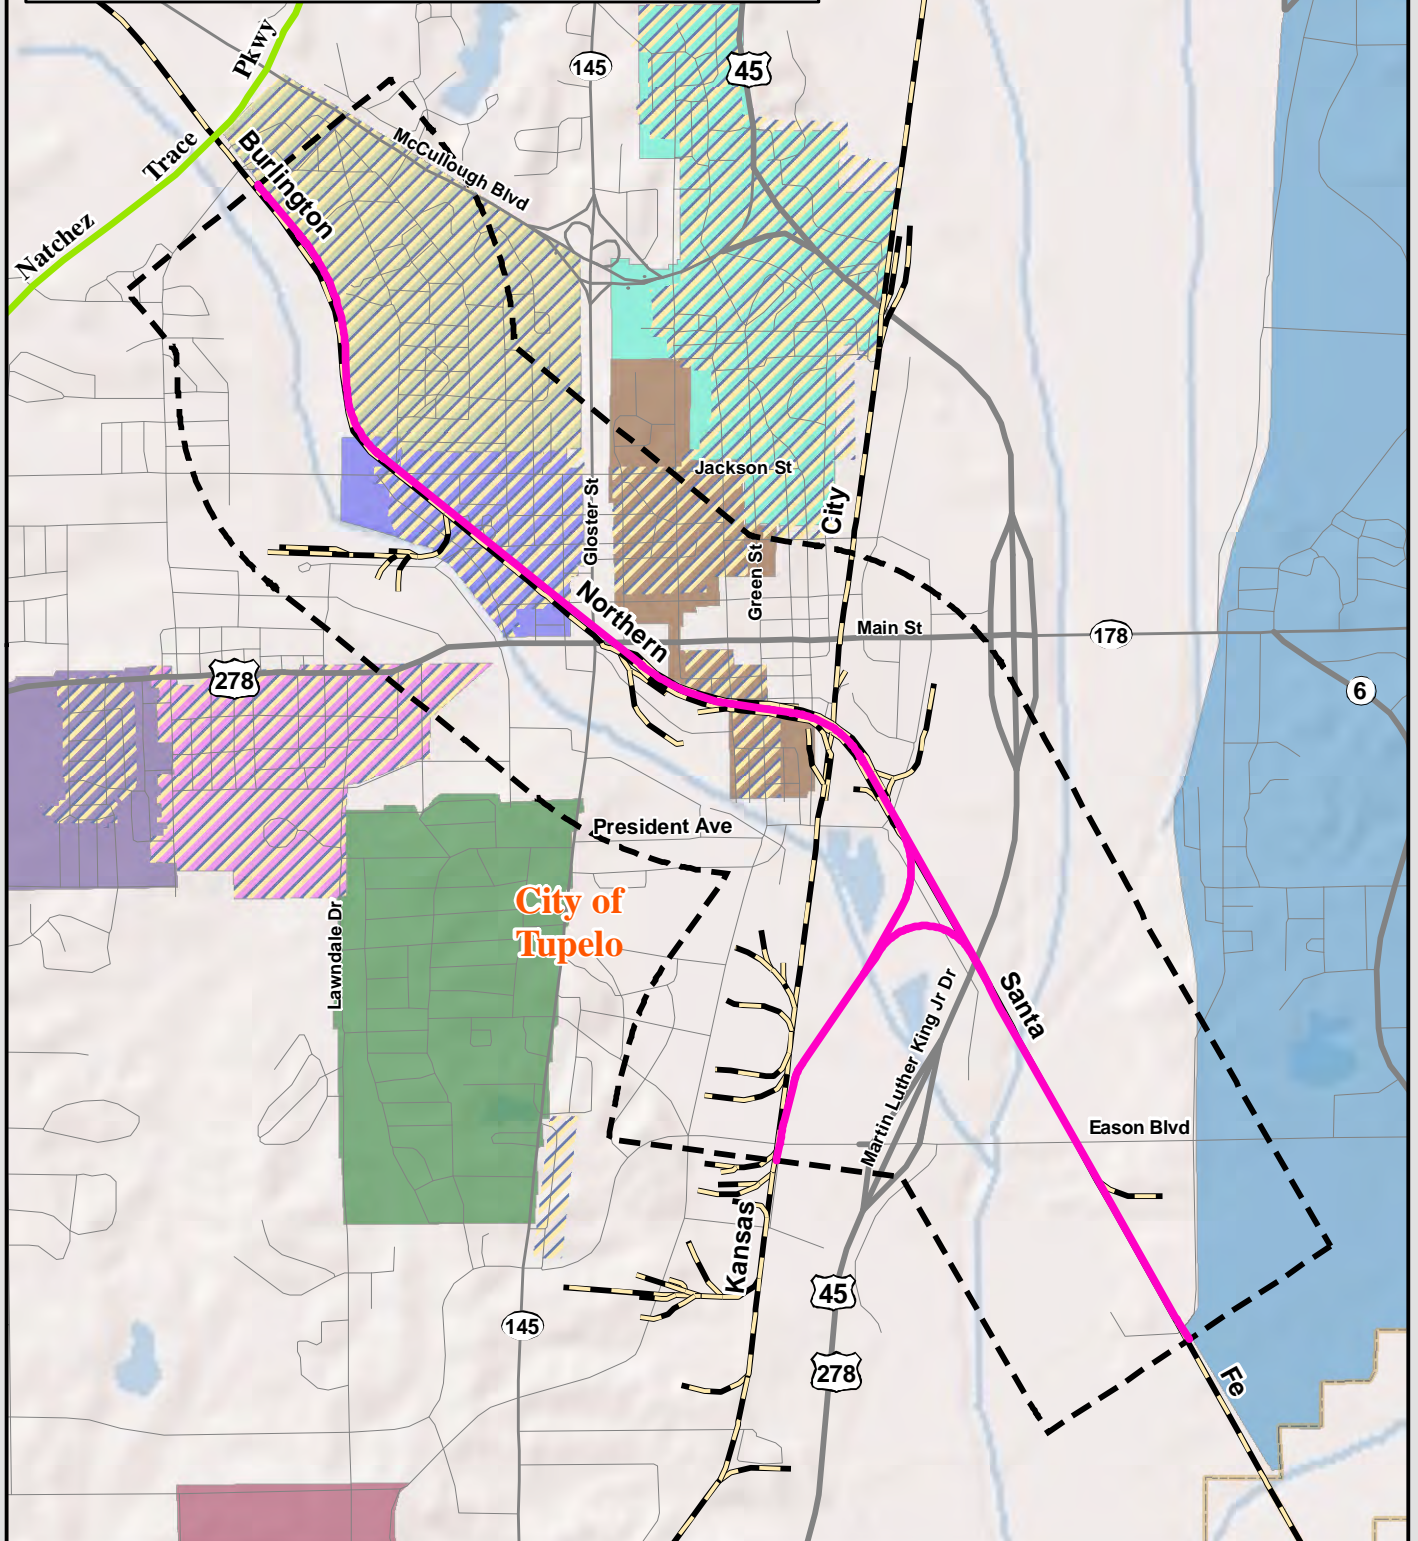 Pkwy
145
45
Trace
Burlington
McCullough Blvd
Natchez
Jackson St
Gloster St
City
Green St
Northern
Main St
178
278
6
President Ave
City of
Tupelo
Lawndale Dr
Santa
Martin Luther King Jr Dr
Eason Blvd
Kansas
45
145
278
Fe